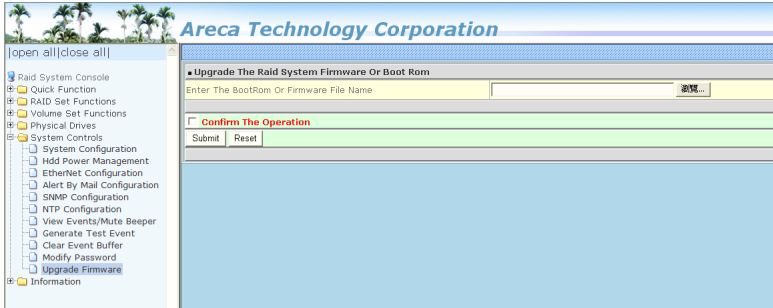 Areca Technology Corporation
|open all|close all|
Raid System Console
Quick Function
RAID Set Functions
Volume Set Functions
Physical Drives
System Controls
System Configuration
Hdd Power Management
EtherNet Configuration
Alert By Mail Configuration
SNMP Configuration
NTP Configuration
View Events/Mute Beeper
Generate Test Event
Clear Event Buffer
Modify Password
Upgrade Firmware
Information
Upgrade The Raid System Firmware Or Boot Rom
Enter The BootRom Or Firmware File Name
瀏覽...
Confirm The Operation
Submit Reset